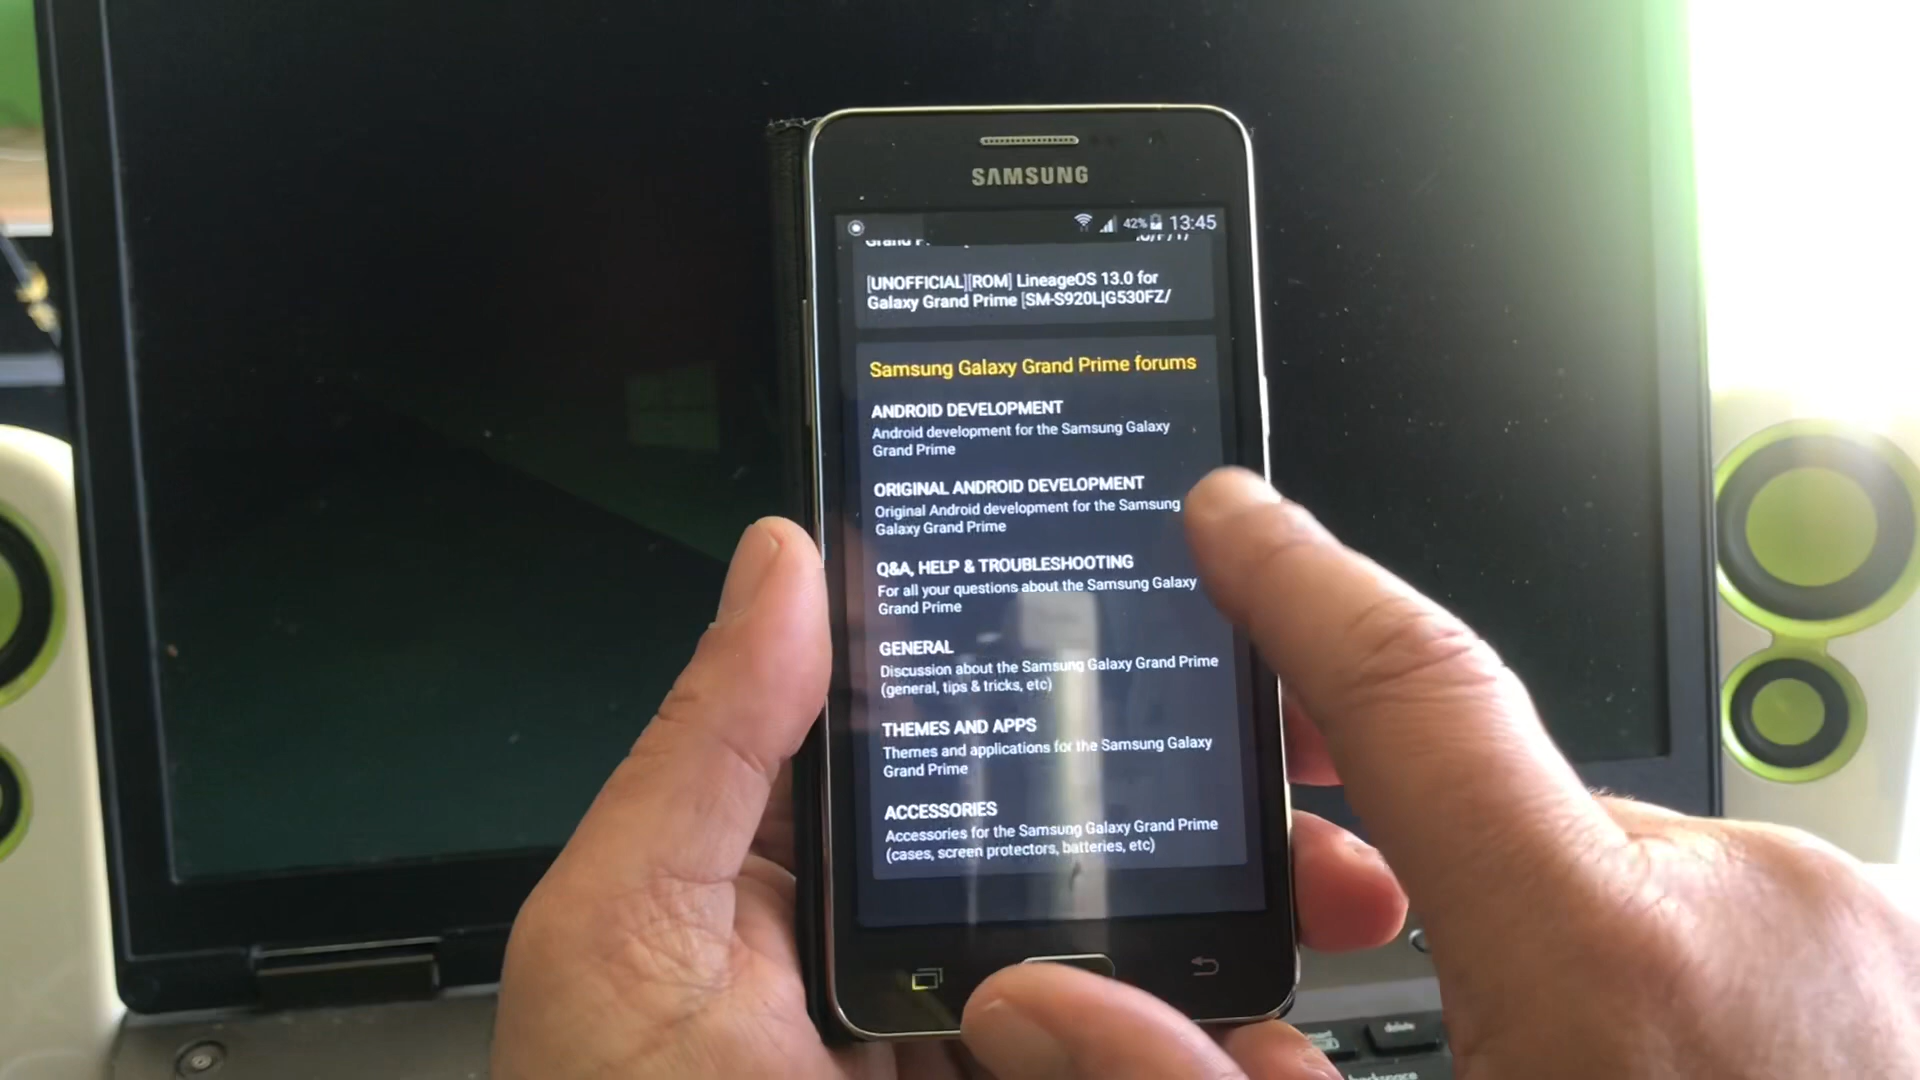 SAMSUNG
42% 13:45
[UNOFFICIAL][ROM] LineageOS 13.0 for
Galaxy Grand Prime [SM-S920L|G530FZ/
Samsung Galaxy Grand Prime forums
ANDROID DEVELOPMENT
Android development for the Samsung Galaxy
Grand Prime
ORIGINAL ANDROID DEVELOPMENT
Original Android development for the Samsung
Galaxy Grand Prime
Q&A, HELP & TROUBLESHOOTING
For all your questions about the Samsung Galaxy
Grand Prime
GENERAL
Discussion about the Samsung Galaxy Grand Prime
(general, tips & tricks, etc)
THEMES AND APPS
Themes and applications for the Samsung Galaxy
Grand Prime
ACCESSORIES
Accessories for the Samsung Galaxy Grand Prime
(cases, screen protectors, batteries, etc)
delete
backspace